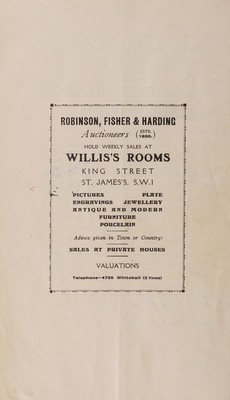 ROBINSON, FISHER & HARDING
Auctioneers (ESTD. 1830.)
HOLD WEEKLY SALES AT
WILLIS'S ROOMS
KING STREET
ST. JAMES'S, S.W.1
PICTURES PLATE
ENGRAVINGS JEWELLERY
ANTIQUE AND MODERN
FURNITURE
PORCELAIN
Advice given in Town or Country:
SALES AT PRIVATE HOUSES
VALUATIONS
Telephone—4725 Whitehall (2 lines)